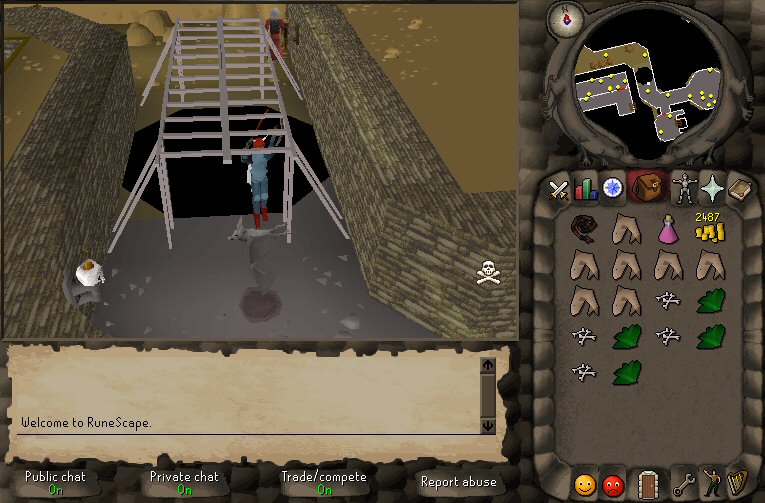 2487
Welcome to RuneScape.
Public chat
On
Private chat
On
Trade/compete
On
Report abuse